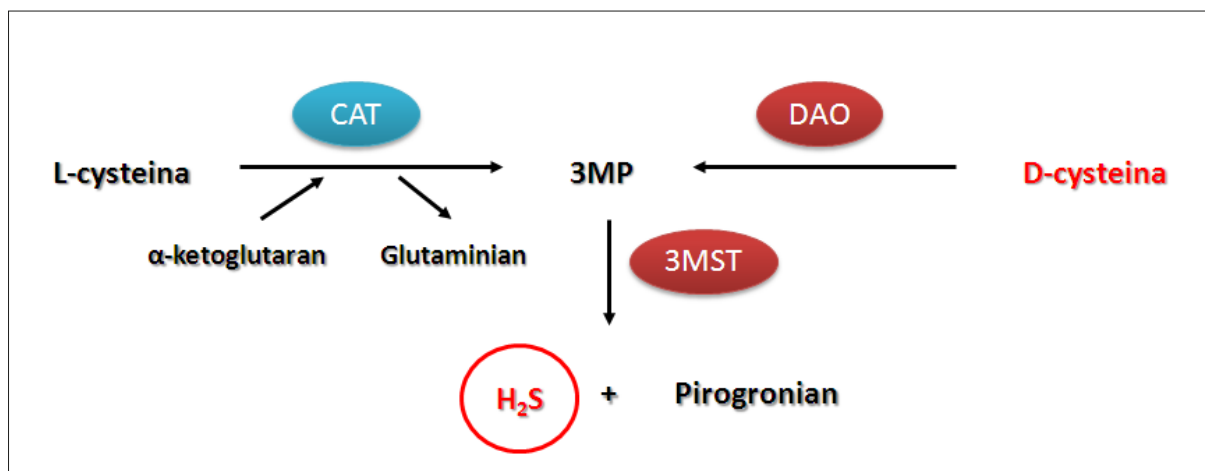 CAT
DAO
L-cysteina
3MP
D-cysteina
α-ketoglutaran
Glutaminian
3MST
H₂S + Pirogronian